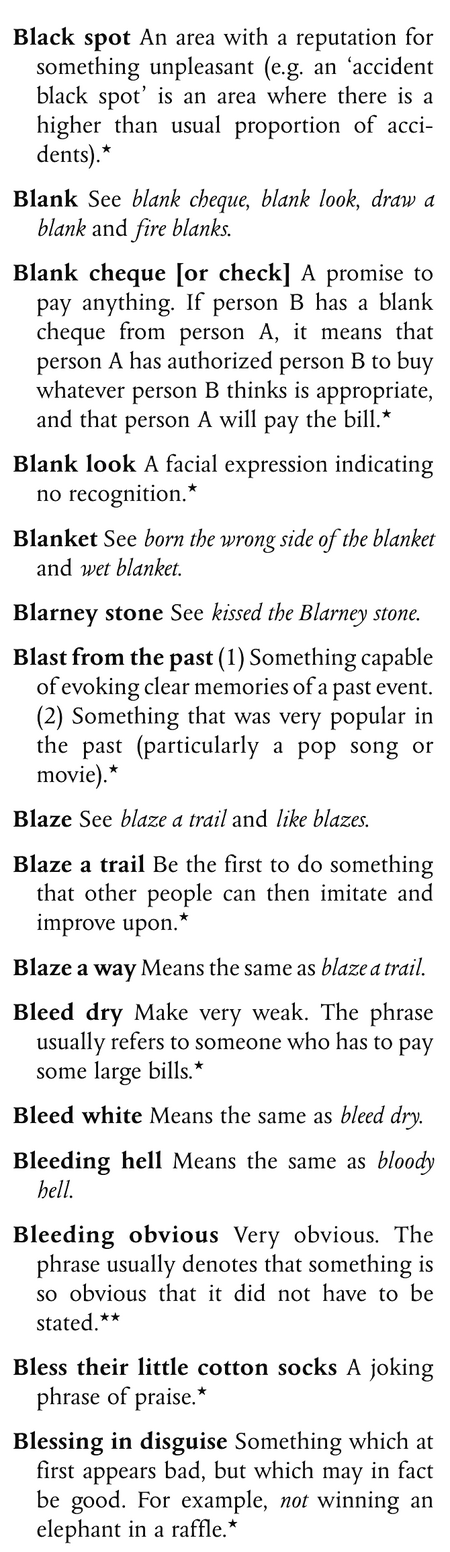 Black spot An area with a reputation for
something unpleasant (e.g. an ‘accident
black spot’ is an area where there is a
higher than usual proportion of acci-
dents).★
Blank See blank cheque, blank look, draw a
blank and fire blanks.
Blank cheque [or check] A promise to
pay anything. If person B has a blank
cheque from person A, it means that
person A has authorized person B to buy
whatever person B thinks is appropriate,
and that person A will pay the bill.★
Blank look A facial expression indicating
no recognition.★
Blanket See born the wrong side of the blanket
and wet blanket.
Blarney stone See kissed the Blarney stone.
Blast from the past (1) Something capable
of evoking clear memories of a past event.
(2) Something that was very popular in
the past (particularly a pop song or
movie).★
Blaze See blaze a trail and like blazes.
Blaze a trail Be the first to do something
that other people can then imitate and
improve upon.★
Blaze a way Means the same as blaze a trail.
Bleed dry Make very weak. The phrase
usually refers to someone who has to pay
some large bills.★
Bleed white Means the same as bleed dry.
Bleeding hell Means the same as bloody
hell.
Bleeding obvious Very obvious. The
phrase usually denotes that something is
so obvious that it did not have to be
stated.★★
Bless their little cotton socks A joking
phrase of praise.★
Blessing in disguise Something which at
first appears bad, but which may in fact
be good. For example, not winning an
elephant in a raffle.★